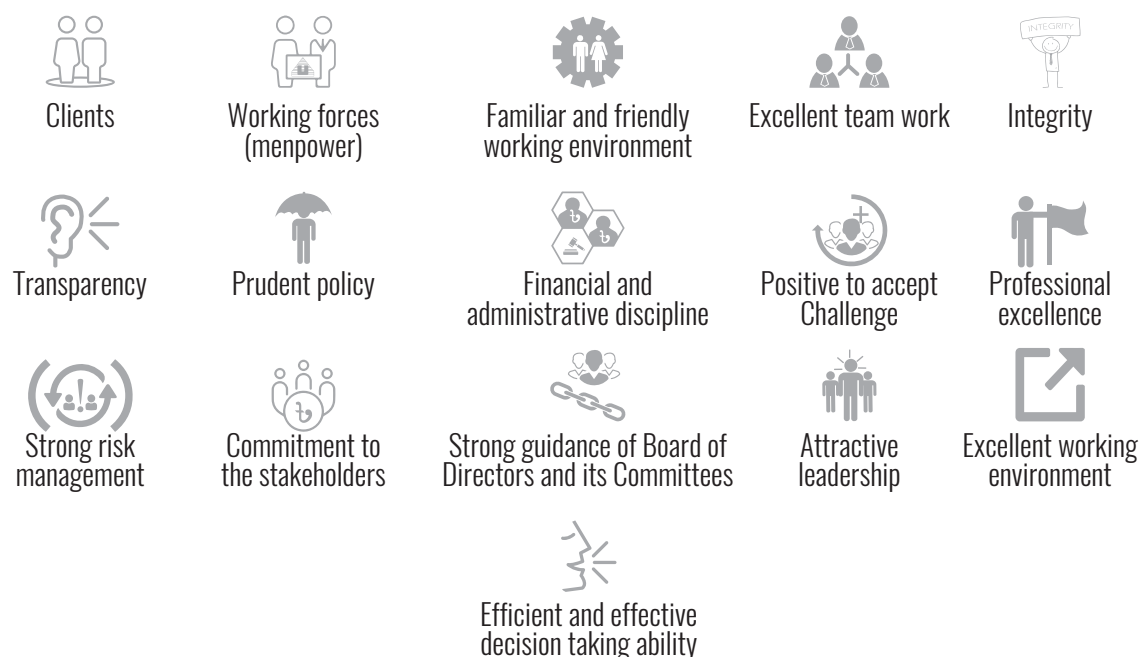 INTEGRITY
Clients
Working forces
(menpower)
Familiar and friendly
working environment
Excellent team work
Integrity
Transparency
Prudent policy
৳
৳
Financial and
administrative discipline
Positive to accept
Challenge
Professional
excellence
Strong risk
management
৳
Commitment to
the stakeholders
Strong guidance of Board of
Directors and its Committees
Attractive
leadership
Excellent working
environment
Efficient and effective
decision taking ability